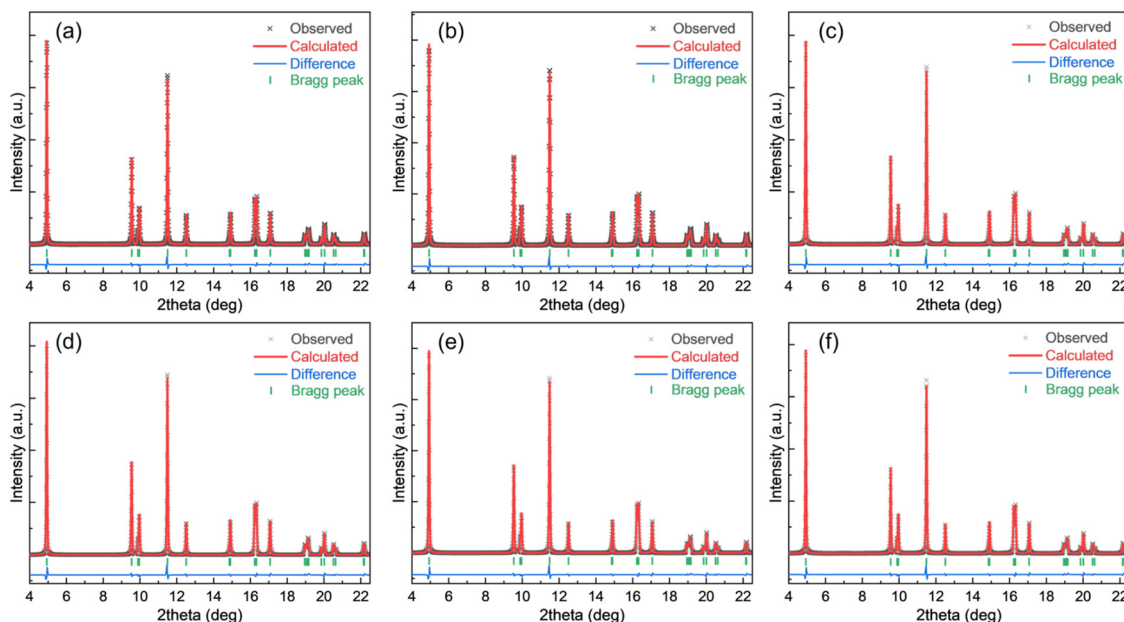 (a)
Observed
Calculated
Difference
Bragg peak
Intensity (a.u.)
4 6 8 10 12 14 16 18 20 22
2theta (deg)
(b)
Observed
Calculated
Difference
Bragg peak
Intensity (a.u.)
4 6 8 10 12 14 16 18 20 22
2theta (deg)
(c)
Observed
Calculated
Difference
Bragg peak
Intensity (a.u.)
4 6 8 10 12 14 16 18 20 22
2theta (deg)
(d)
Observed
Calculated
Difference
Bragg peak
Intensity (a.u.)
4 6 8 10 12 14 16 18 20 22
2theta (deg)
(e)
Observed
Calculated
Difference
Bragg peak
Intensity (a.u.)
4 6 8 10 12 14 16 18 20 22
2theta (deg)
(f)
Observed
Calculated
Difference
Bragg peak
Intensity (a.u.)
4 6 8 10 12 14 16 18 20 22
2theta (deg)